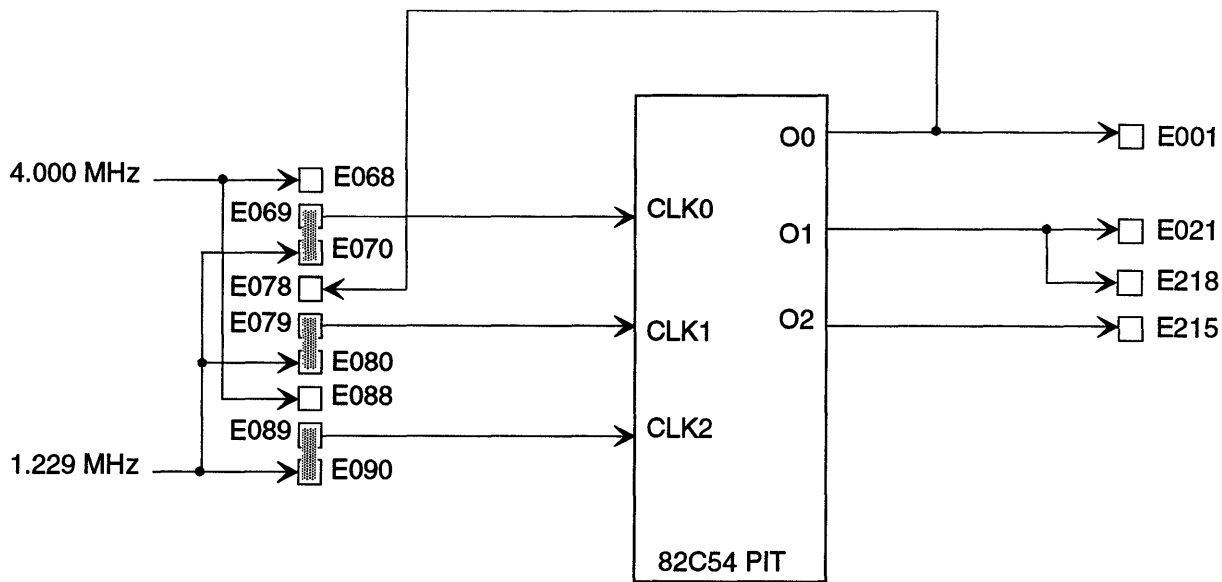 O0
E001
4.000 MHz
E068
E069
CLK0
E070
O1
E021
E078
E218
E079
CLK1
O2
E215
E080
E088
E089
CLK2
1.229 MHz
E090
82C54 PIT